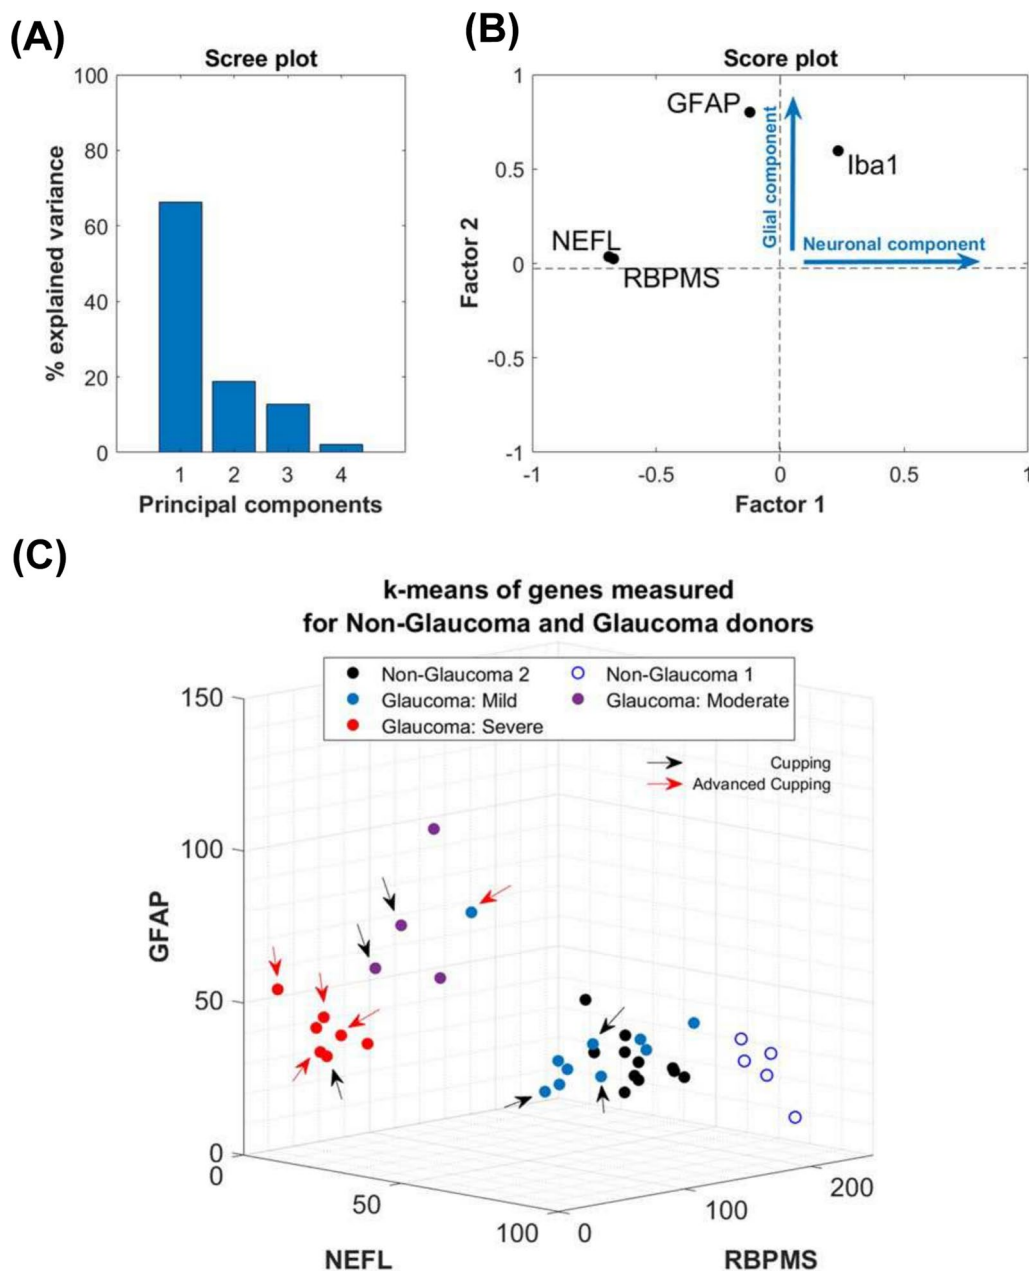 (A)
Scree plot
100
80
60
40
20
0
% explained variance
1 2 3 4
Principal components
(B)
Score plot
GFAP
Iba1
NEFL
RBPMS
Glial component
Neuronal component
1
0.5
0
-0.5
-1
Factor 2
-1 -0.5 0 0.5 1
Factor 1
(C)
k-means of genes measured
for Non-Glaucoma and Glaucoma donors
Non-Glaucoma 2 Non-Glaucoma 1
Glaucoma: Mild Glaucoma: Moderate
Glaucoma: Severe
Cupping
Advanced Cupping
150
100
50
0
GFAP
0 50 100
NEFL
0 100 200
RBPMS